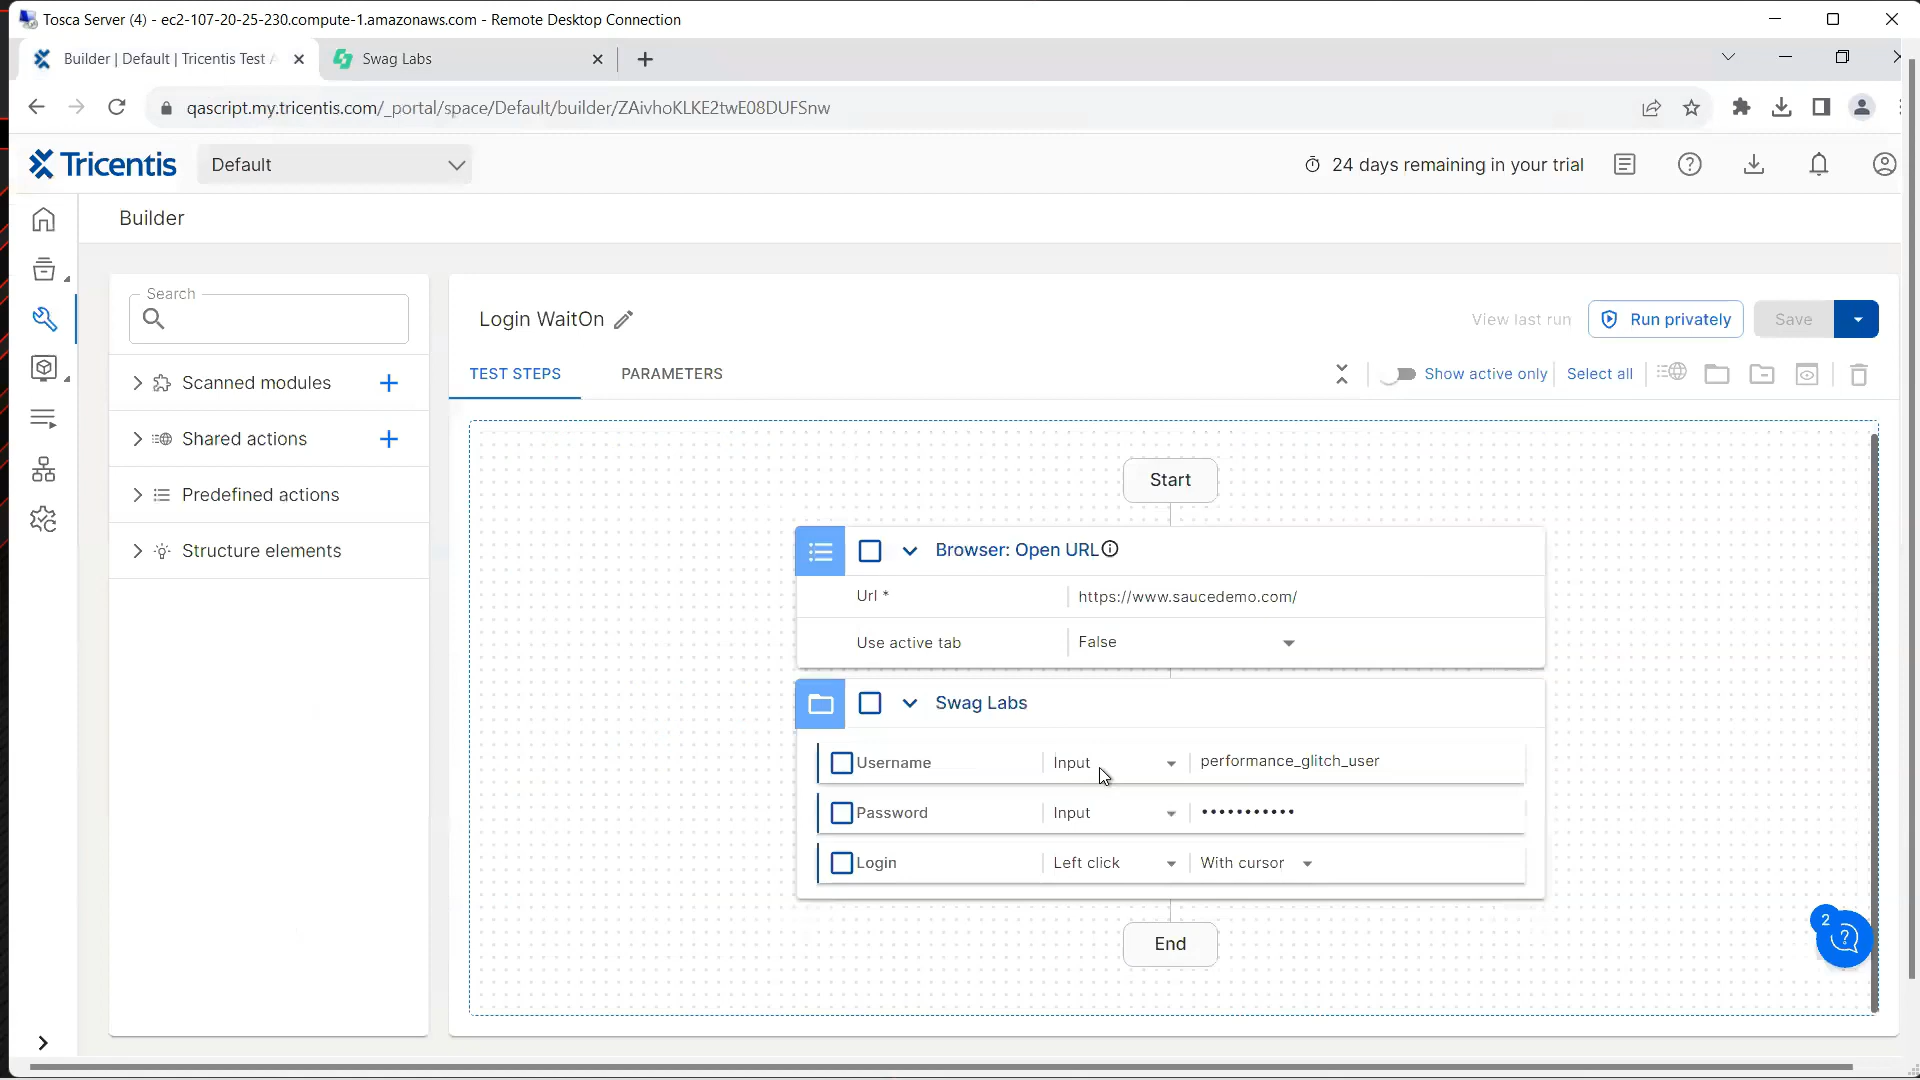 Tosca Server (4) - ec2-107-20-25-230.compute-1.amazonaws.com - Remote Desktop Connection
Builder | Default | Tricentis Test A
Swag Labs
qascript.my.tricentis.com/_portal/space/Default/builder/ZAivhoKLKE2twE08DUFSnw
Tricentis
Default
24 days remaining in your trial
Builder
Search
Scanned modules
Shared actions
Predefined actions
Structure elements
Login WaitOn
View last run
Run privately
Save
TEST STEPS
PARAMETERS
Show active only
Select all
Start
Browser: Open URL
Url *
https://www.saucedemo.com/
Use active tab
False
Swag Labs
Username
Input
performance_glitch_user
Password
Input
•••••••••••
Login
Left click
With cursor
End
2